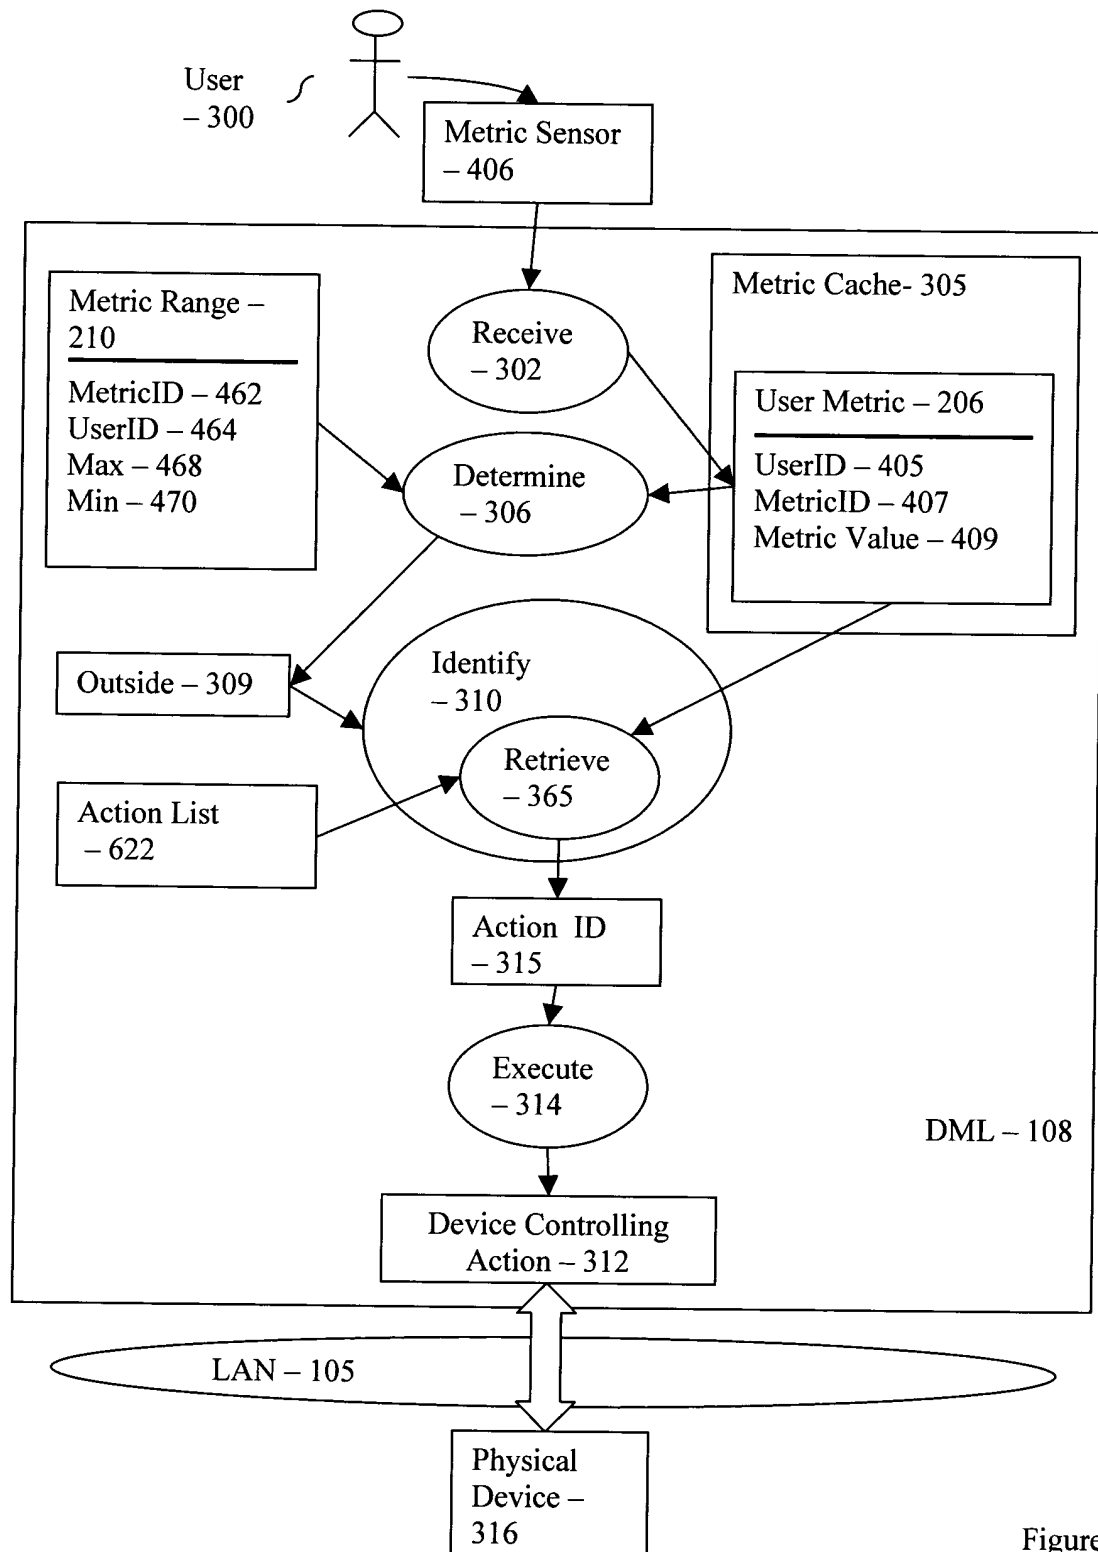 User
– 300
Metric Sensor
– 406
Metric Range –
210
MetricID – 462
UserID – 464
Max – 468
Min – 470
Receive
– 302
Metric Cache- 305
User Metric – 206
UserID – 405
MetricID – 407
Metric Value – 409
Determine
– 306
Outside – 309
Identify
– 310
Retrieve
– 365
Action List
– 622
Action ID
– 315
Execute
– 314
DML – 108
Device Controlling
Action – 312
LAN – 105
Physical
Device –
316
Figure